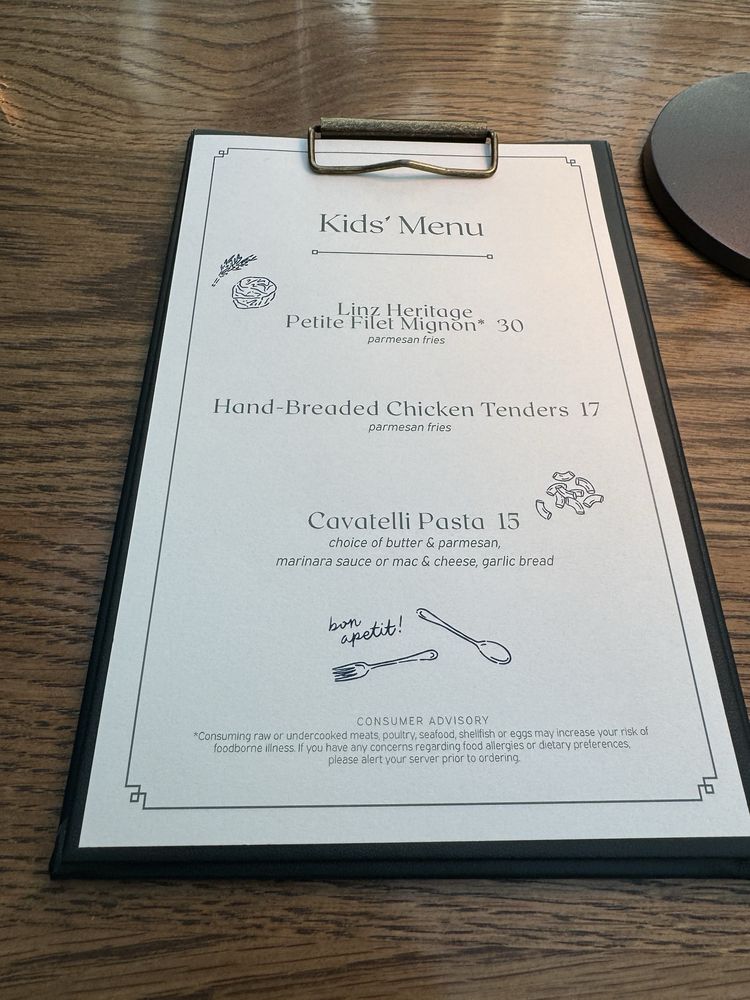 Kids' Menu
Linz Heritage
Petite Filet Mignon* 30
parmesan fries
Hand-Breaded Chicken Tenders 17
parmesan fries
Cavatelli Pasta 15
choice of butter & parmesan,
marinara sauce or mac & cheese, garlic bread
bon
apetit!
CONSUMER ADVISORY
*Consuming raw or undercooked meats, poultry, seafood, shellfish or eggs may increase your risk of
foodborne illness. If you have any concerns regarding food allergies or dietary preferences,
please alert your server prior to ordering.